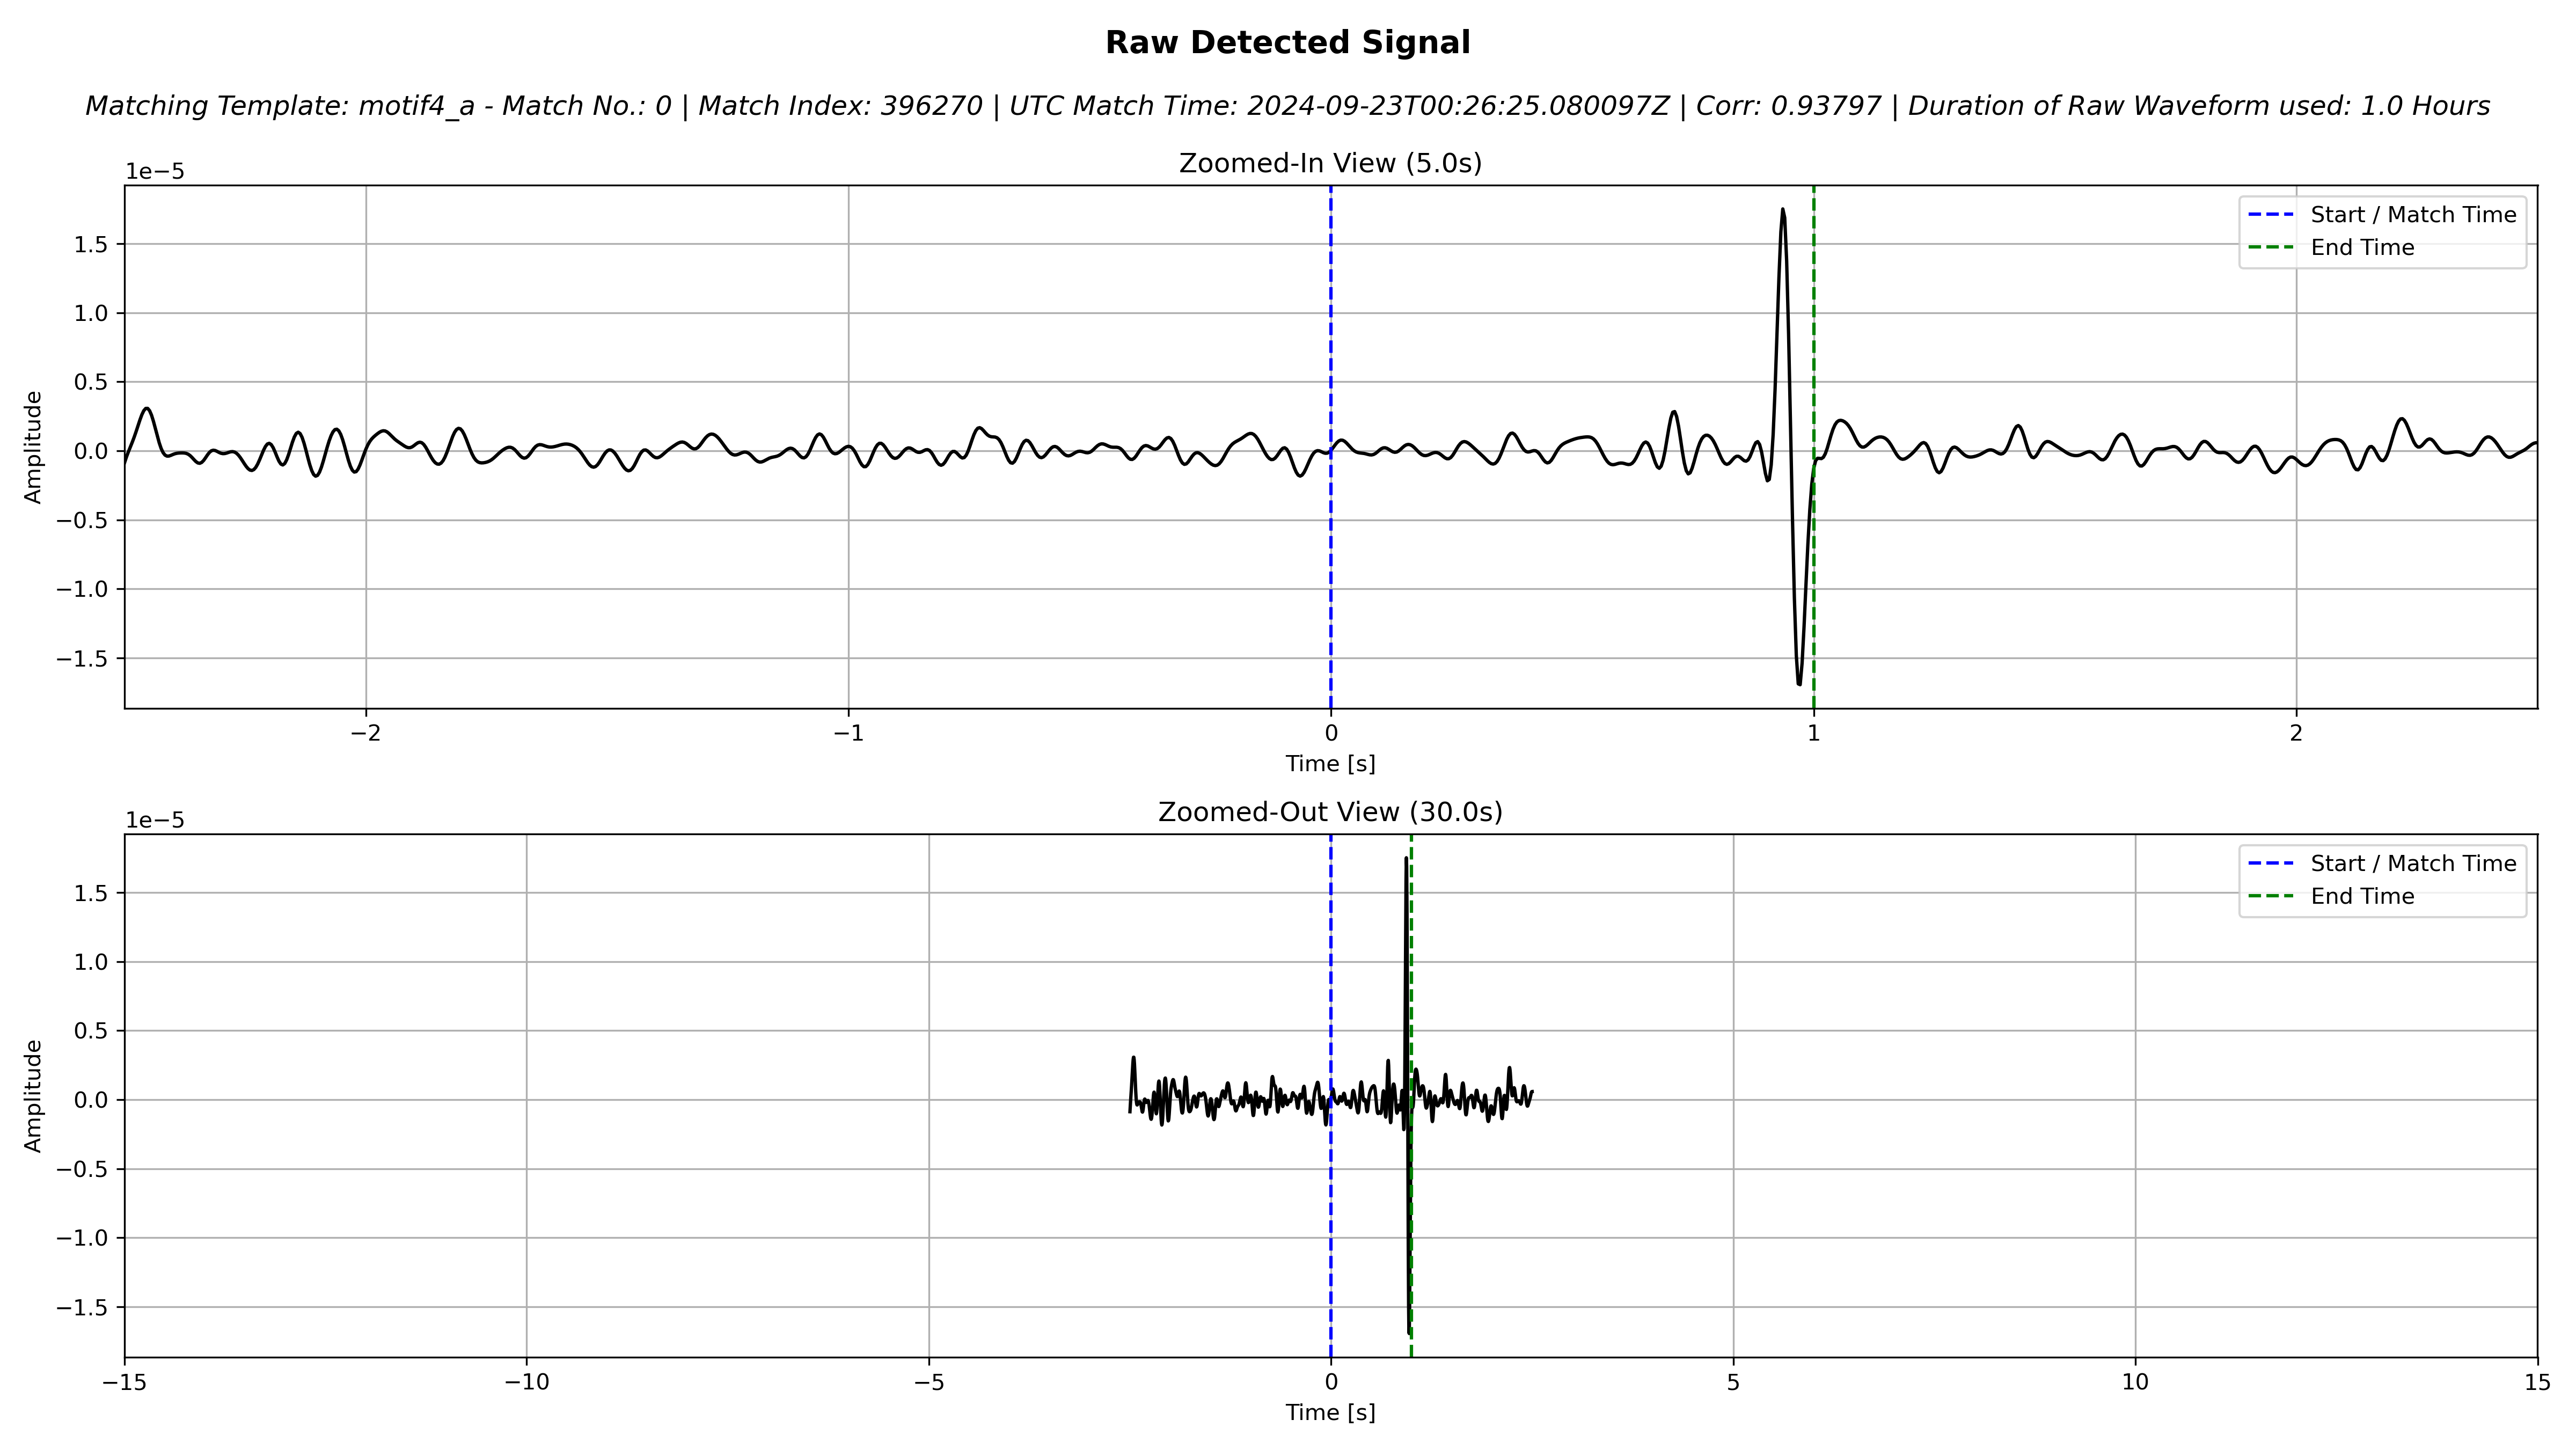 Raw Detected Signal
Matching Template: motif4_a - Match No.: 0 | Match Index: 396270 | UTC Match Time: 2024-09-23T00:26:25.080097Z | Corr: 0.93797 | Duration of Raw Waveform used: 1.0 Hours
Zoomed-In View (5.0s)
1e−5
Start / Match Time
End Time
1.5
1.0
0.5
0.0
−0.5
−1.0
−1.5
Amplitude
−2 −1 0 1 2
Time [s]
Zoomed-Out View (30.0s)
1e−5
Start / Match Time
End Time
1.5
1.0
0.5
0.0
−0.5
−1.0
−1.5
Amplitude
−15 −10 −5 0 5 10 15
Time [s]